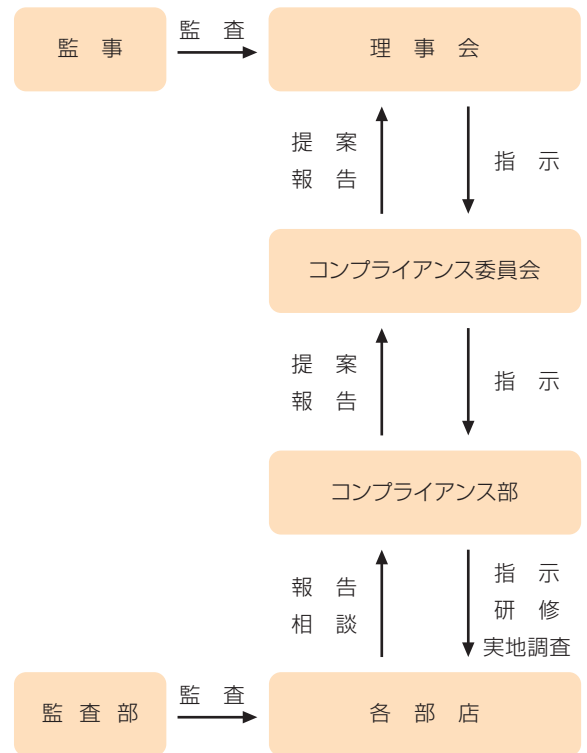 監　事
監　査
理　事　会
提　案
報　告
指　示
コンプライアンス委員会
提　案
報　告
指　示
コンプライアンス部
報　告
相　談
指　示
研　修
実地調査
監　査　部
監　査
各　部　店